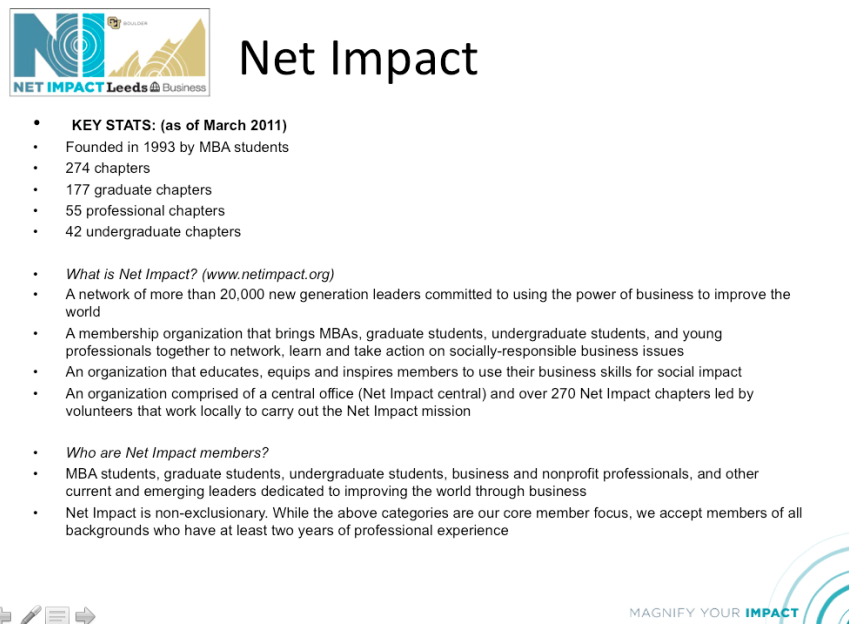 BOULDER
NET IMPACT Leeds Business
Net Impact
• KEY STATS: (as of March 2011)
• Founded in 1993 by MBA students
• 274 chapters
• 177 graduate chapters
• 55 professional chapters
• 42 undergraduate chapters
• What is Net Impact? (www.netimpact.org)
• A network of more than 20,000 new generation leaders committed to using the power of business to improve the
world
• A membership organization that brings MBAs, graduate students, undergraduate students, and young
professionals together to network, learn and take action on socially-responsible business issues
• An organization that educates, equips and inspires members to use their business skills for social impact
• An organization comprised of a central office (Net Impact central) and over 270 Net Impact chapters led by
volunteers that work locally to carry out the Net Impact mission
• Who are Net Impact members?
• MBA students, graduate students, undergraduate students, business and nonprofit professionals, and other
current and emerging leaders dedicated to improving the world through business
• Net Impact is non-exclusionary. While the above categories are our core member focus, we accept members of all
backgrounds who have at least two years of professional experience
MAGNIFY YOUR IMPACT